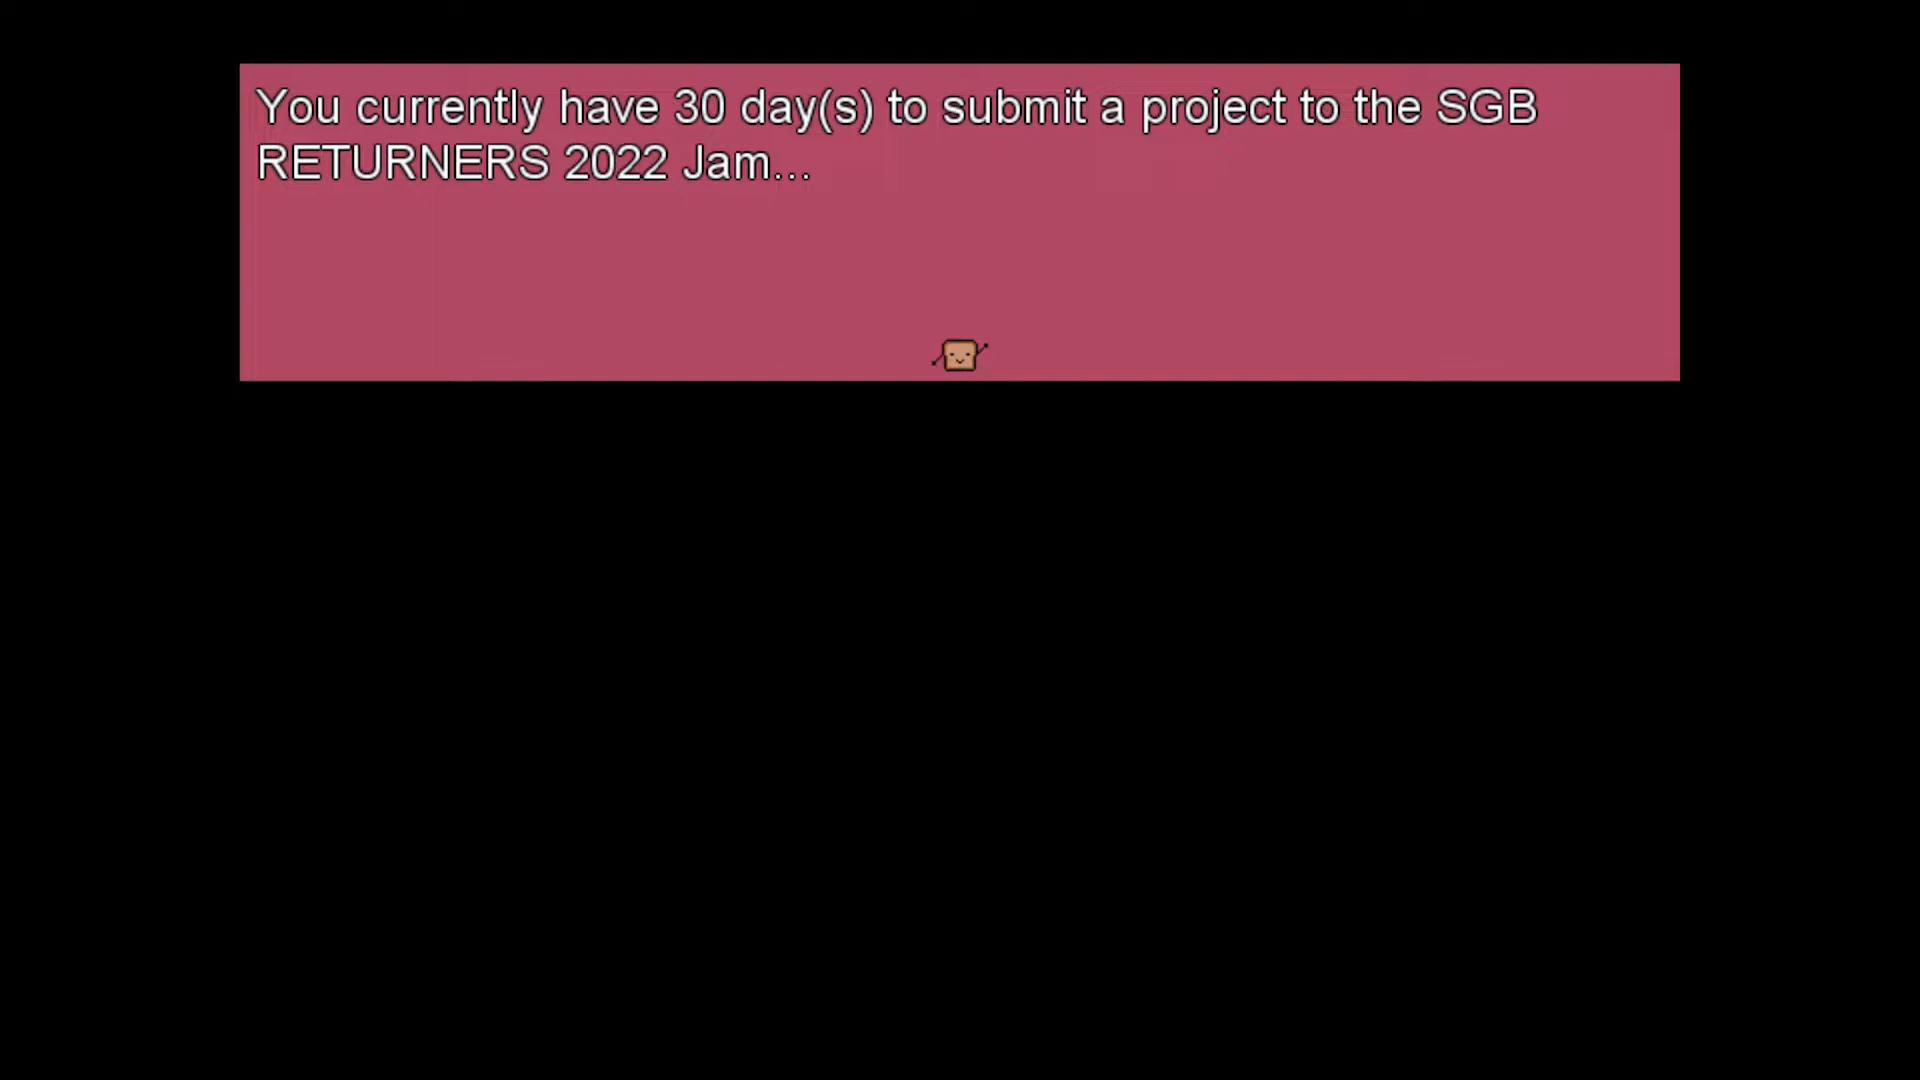 You currently have 30 day(s) to submit a project to the SGB
RETURNERS 2022 Jam...